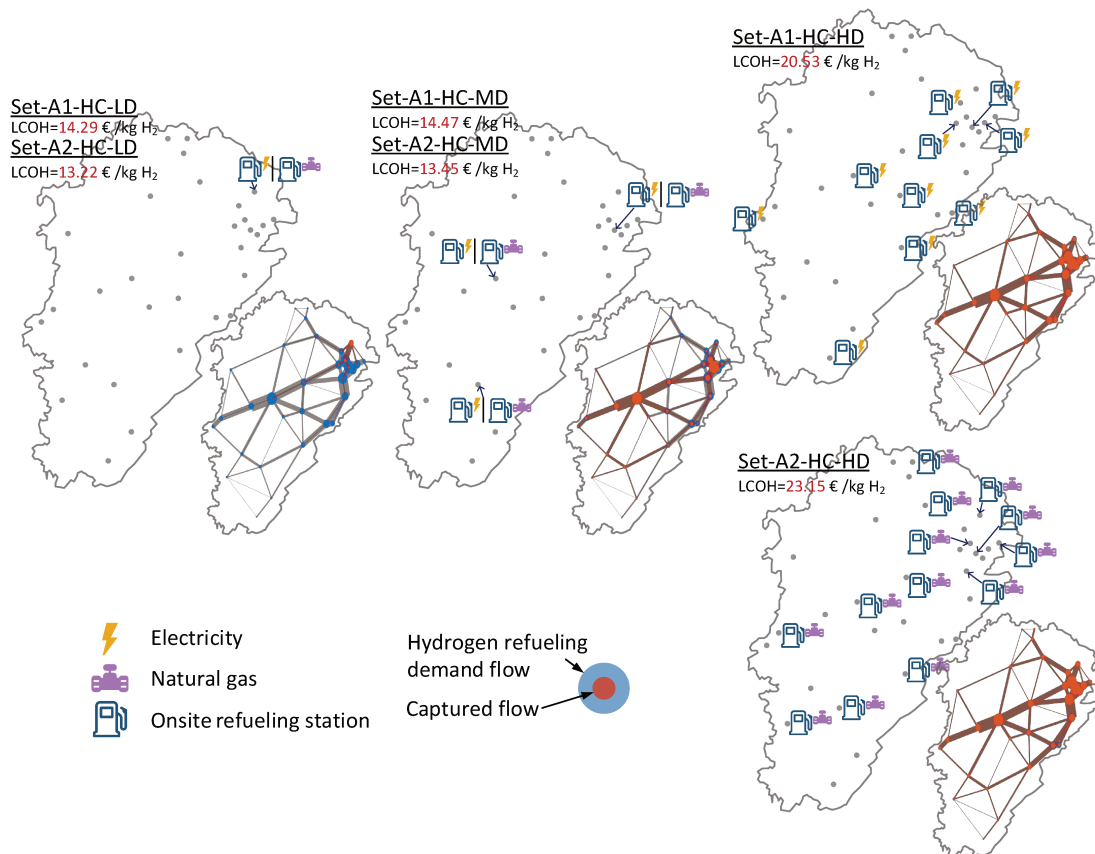 Set-A1-HC-LD
LCOH=14.29 € /kg H₂
Set-A2-HC-LD
LCOH=13.22 € /kg H₂
Set-A1-HC-MD
LCOH=14.47 € /kg H₂
Set-A2-HC-MD
LCOH=13.45 € /kg H₂
Set-A1-HC-HD
LCOH=20.53 € /kg H₂
Set-A2-HC-HD
LCOH=23.15 € /kg H₂
Electricity
Natural gas
Onsite refueling station
Hydrogen refueling
demand flow
Captured flow